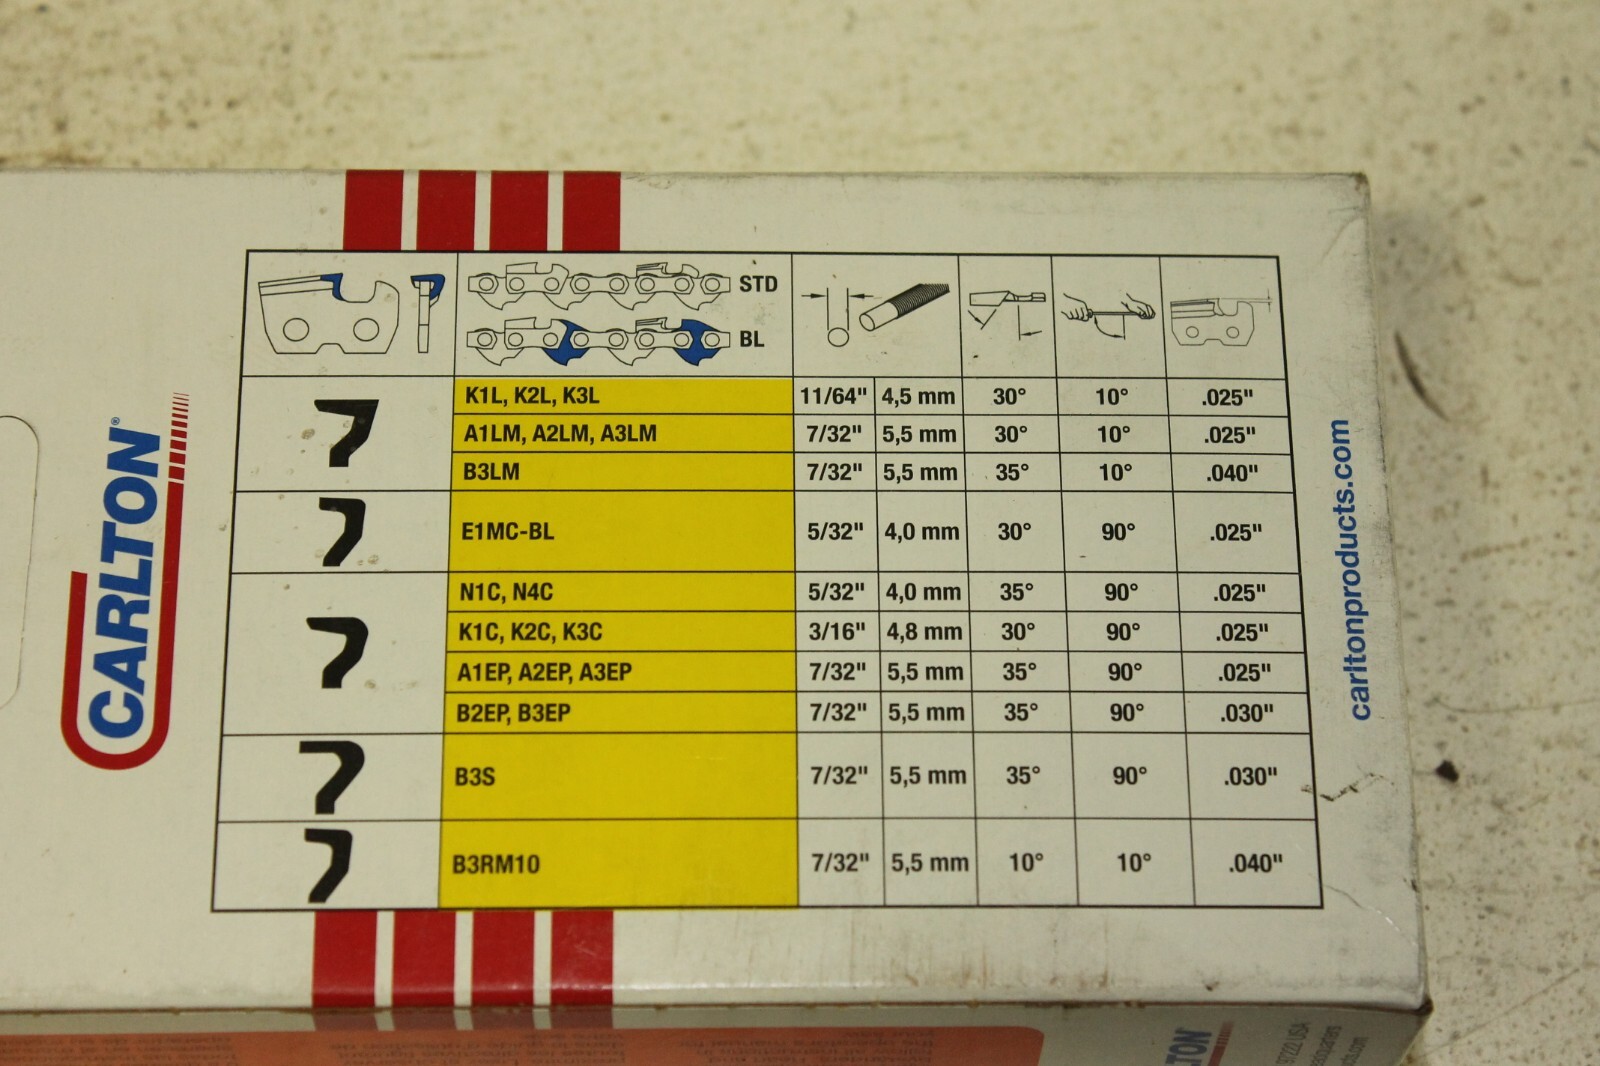 CARLTON®
STD
BL
K1L, K2L, K3L 11/64" 4,5 mm 30° 10° .025"
A1LM, A2LM, A3LM 7/32" 5,5 mm 30° 10° .025"
B3LM 7/32" 5,5 mm 35° 10° .040"
E1MC-BL 5/32" 4,0 mm 30° 90° .025"
N1C, N4C 5/32" 4,0 mm 35° 90° .025"
K1C, K2C, K3C 3/16" 4,8 mm 30° 90° .025"
A1EP, A2EP, A3EP 7/32" 5,5 mm 35° 90° .025"
B2EP, B3EP 7/32" 5,5 mm 35° 90° .030"
B3S 7/32" 5,5 mm 35° 90° .030"
B3RM10 7/32" 5,5 mm 10° 10° .040"
carltonproducts.com
LTON
97222 USA